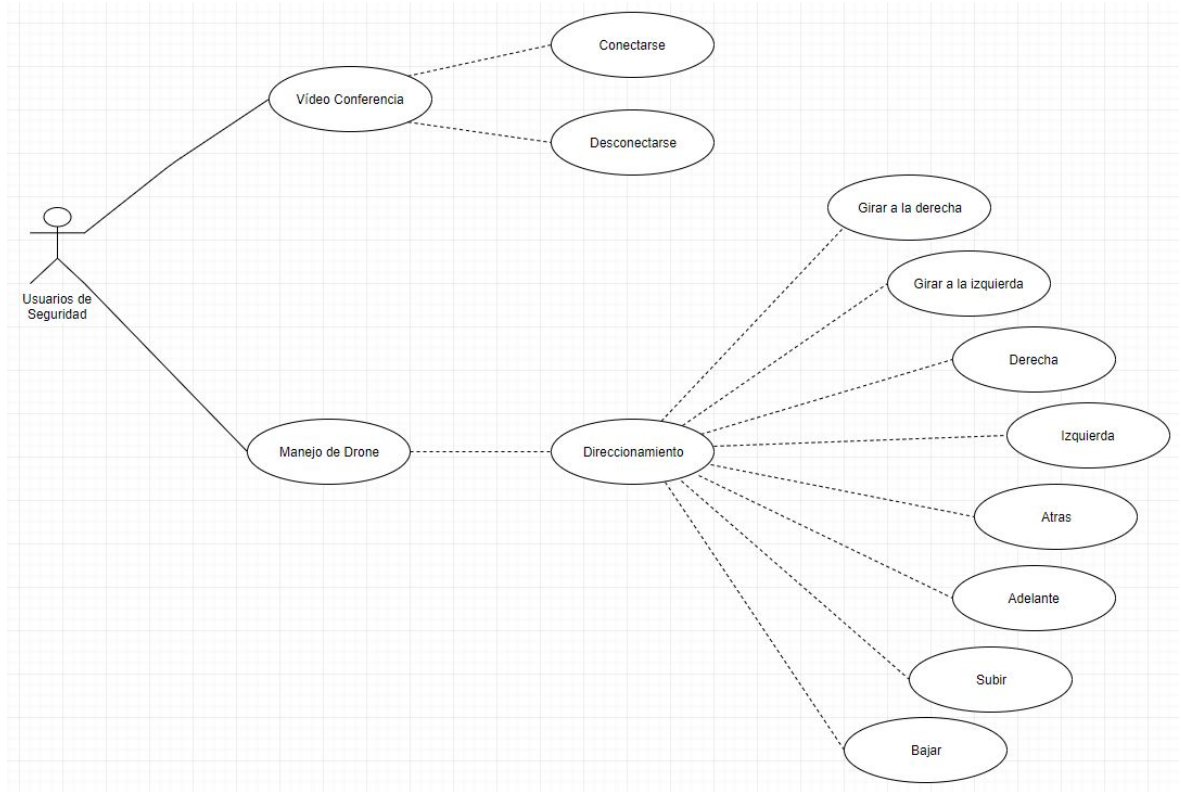 Conectarse
Vídeo Conferencia
Desconectarse
Girar a la derecha
Girar a la izquierda
Usuarios de
Seguridad
Derecha
Izquierda
Manejo de Drone
Direccionamiento
Atras
Adelante
Subir
Bajar